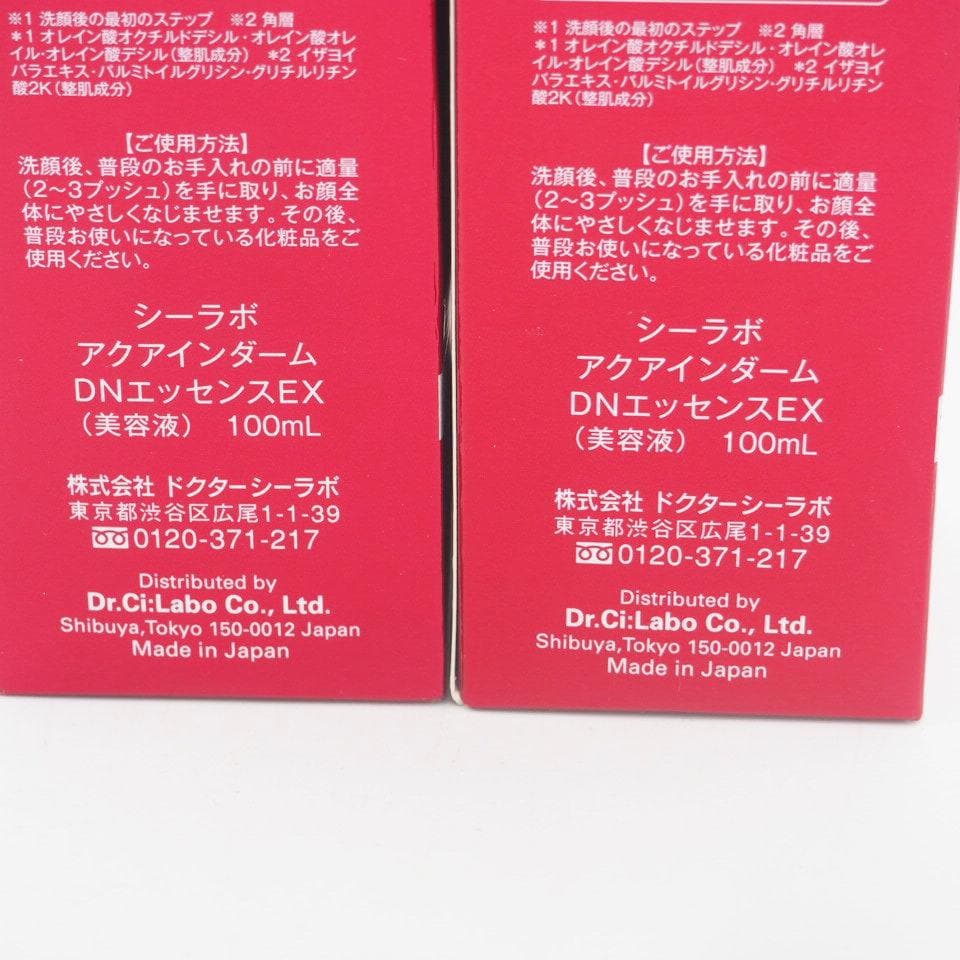 ※1 洗顔後の最初のステップ ※2 角層
*1 オレイン酸オクチルドデシル・オレイン酸オレ
イル・オレイン酸デシル（整肌成分） *2 イザヨイ
バラエキス・パルミトイルグリシン・グリチルリチン
酸2K（整肌成分）
【ご使用方法】
洗顔後、普段のお手入れの前に適量
（2〜3プッシュ）を手に取り、お顔全
体にやさしくなじませます。その後、
普段お使いになっている化粧品をご
使用ください。
シーラボ
アクアインダーム
DNエッセンスEX
（美容液） 100mL
株式会社 ドクターシーラボ
東京都渋谷区広尾1-1-39
0120-371-217
Distributed by
Dr.Ci:Labo Co., Ltd.
Shibuya,Tokyo 150-0012 Japan
Made in Japan
※1 洗顔後の最初のステップ ※2 角層
*1 オレイン酸オクチルドデシル・オレイン酸オレ
イル・オレイン酸デシル（整肌成分） *2 イザヨイ
バラエキス・パルミトイルグリシン・グリチルリチン
酸2K（整肌成分）
【ご使用方法】
洗顔後、普段のお手入れの前に適量
（2〜3プッシュ）を手に取り、お顔全
体にやさしくなじませます。その後、
普段お使いになっている化粧品をご
使用ください。
シーラボ
アクアインダーム
DNエッセンスEX
（美容液） 100mL
株式会社 ドクターシーラボ
東京都渋谷区広尾1-1-39
0120-371-217
Distributed by
Dr.Ci:Labo Co., Ltd.
Shibuya,Tokyo 150-0012 Japan
Made in Japan